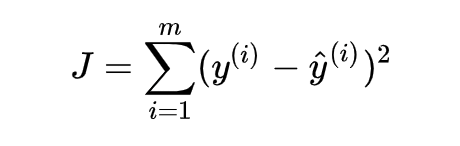 J = \sum_{i=1}^{m} (y^{(i)} - \hat{y}^{(i)})^2